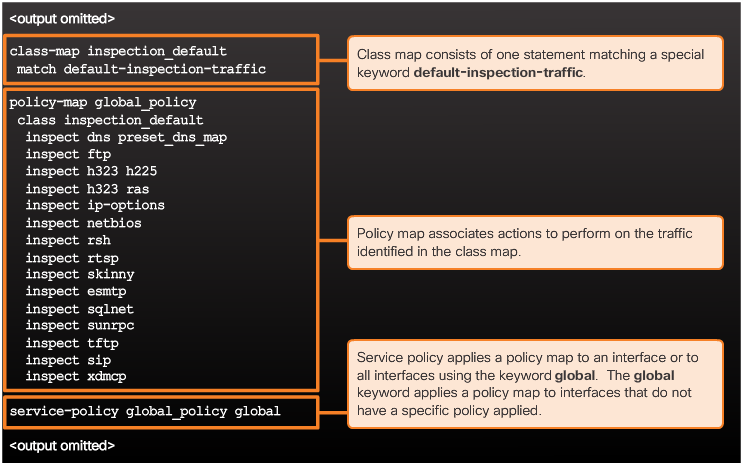 <output omitted>
class-map inspection_default
match default-inspection-traffic
Class map consists of one statement matching a special
keyword default-inspection-traffic.
policy-map global_policy
class inspection_default
inspect dns preset_dns_map
inspect ftp
inspect h323 h225
inspect h323 ras
inspect ip-options
inspect netbios
inspect rsh
inspect rtsp
inspect skinny
inspect esmtp
inspect sqlnet
inspect sunrpc
inspect tftp
inspect sip
inspect xdmcp
Policy map associates actions to perform on the traffic
identified in the class map.
service-policy global_policy global
Service policy applies a policy map to an interface or to
all interfaces using the keyword global. The global
keyword applies a policy map to interfaces that do not
have a specific policy applied.
<output omitted>